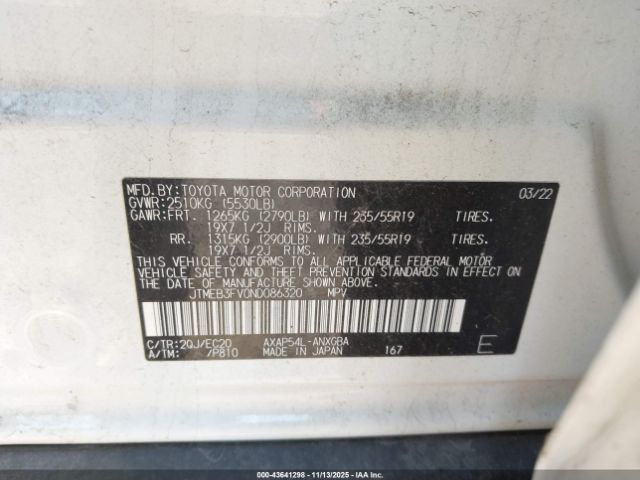 MFD.BY:TOYOTA MOTOR CORPORATION 03/22
GVWR:2510KG (5530LB)
GAWR:FRT. 1265KG (2790LB) WITH 235/55R19 TIRES.
19X7 1/2J RIMS.
RR. 1315KG (2900LB) WITH 235/55R19 TIRES.
19X7 1/2J RIMS.
THIS VEHICLE CONFORMS TO ALL APPLICABLE FEDERAL MOTOR
VEHICLE SAFETY AND THEFT PREVENTION STANDARDS IN EFFECT ON
THE DATE OF MANUFACTURE SHOWN ABOVE.
JTMEB3FV0ND086320 MPV
C/TR:2QJ/EC20 AXAP54L-ANXGBA
A/TM: /P810 MADE IN JAPAN 167 E
000-43641298 - 11/13/2025 - IAAI.COM